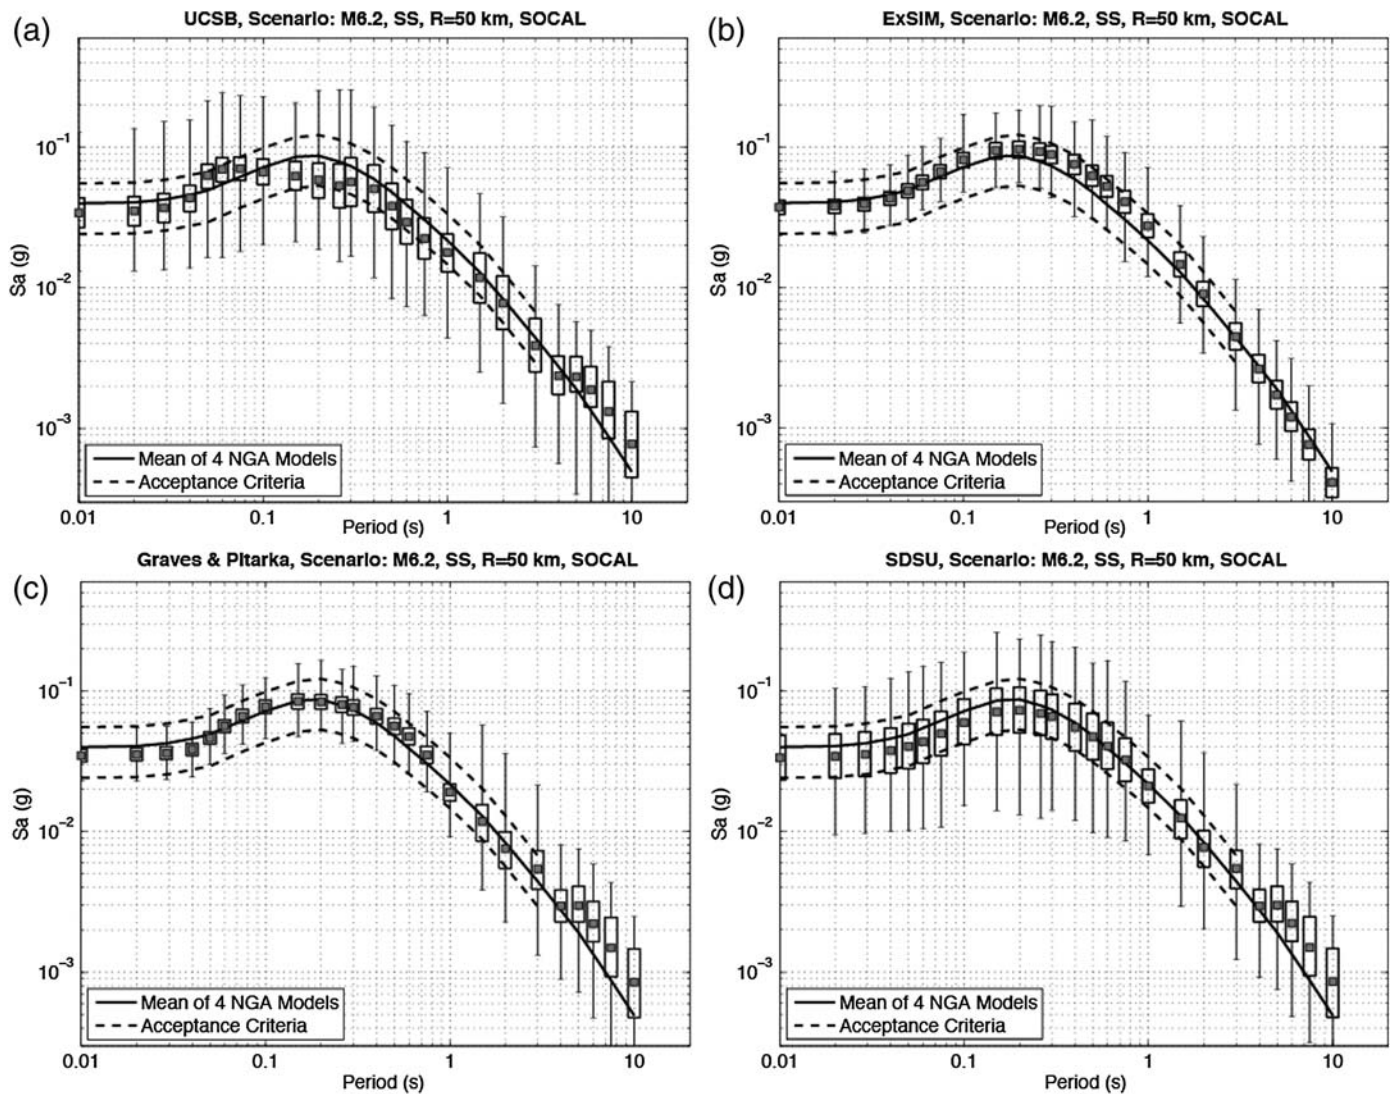 (a)
UCSB, Scenario: M6.2, SS, R=50 km, SOCAL
Sa (g)
10⁻¹
10⁻²
10⁻³
Mean of 4 NGA Models
Acceptance Criteria
0.01 0.1 1 10
Period (s)
(b)
ExSIM, Scenario: M6.2, SS, R=50 km, SOCAL
Sa (g)
10⁻¹
10⁻²
10⁻³
Mean of 4 NGA Models
Acceptance Criteria
0.01 0.1 1 10
Period (s)
(c)
Graves & PItarka, Scenario: M6.2, SS, R=50 km, SOCAL
Sa (g)
10⁻¹
10⁻²
10⁻³
Mean of 4 NGA Models
Acceptance Criteria
0.01 0.1 1 10
Period (s)
(d)
SDSU, Scenario: M6.2, SS, R=50 km, SOCAL
Sa (g)
10⁻¹
10⁻²
10⁻³
Mean of 4 NGA Models
Acceptance Criteria
0.01 0.1 1 10
Period (s)